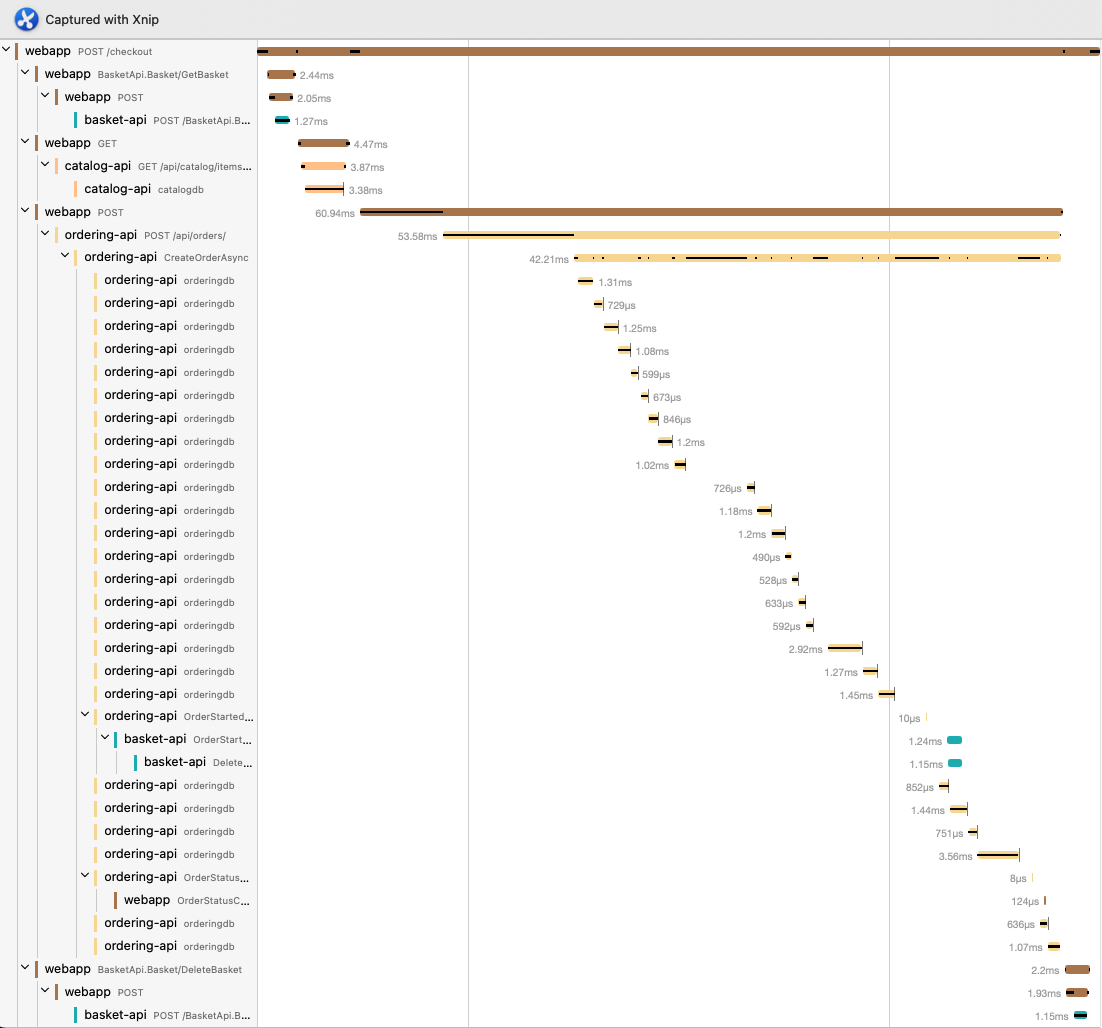 Captured with Xnip
webapp POST /checkout
webapp BasketApi.Basket/GetBasket 2.44ms
webapp POST 2.05ms
basket-api POST /BasketApi.B... 1.27ms
webapp GET 4.47ms
catalog-api GET /api/catalog/items... 3.87ms
catalog-api catalogdb 3.38ms
webapp POST 60.94ms
ordering-api POST /api/orders/ 53.58ms
ordering-api CreateOrderAsync 42.21ms
ordering-api orderingdb 1.31ms
ordering-api orderingdb 729µs
ordering-api orderingdb 1.25ms
ordering-api orderingdb 1.08ms
ordering-api orderingdb 599µs
ordering-api orderingdb 673µs
ordering-api orderingdb 846µs
ordering-api orderingdb 1.2ms
ordering-api orderingdb 1.02ms
ordering-api orderingdb 726µs
ordering-api orderingdb 1.18ms
ordering-api orderingdb 1.2ms
ordering-api orderingdb 490µs
ordering-api orderingdb 528µs
ordering-api orderingdb 633µs
ordering-api orderingdb 592µs
ordering-api orderingdb 2.92ms
ordering-api orderingdb 1.27ms
ordering-api orderingdb 1.45ms
ordering-api OrderStarted... 10µs
basket-api OrderStart... 1.24ms
basket-api Delete... 1.15ms
ordering-api orderingdb 852µs
ordering-api orderingdb 1.44ms
ordering-api orderingdb 751µs
ordering-api orderingdb 3.56ms
ordering-api OrderStatus... 8µs
webapp OrderStatusC... 124µs
ordering-api orderingdb 636µs
ordering-api orderingdb 1.07ms
webapp BasketApi.Basket/DeleteBasket 2.2ms
webapp POST 1.93ms
basket-api POST /BasketApi.B... 1.15ms